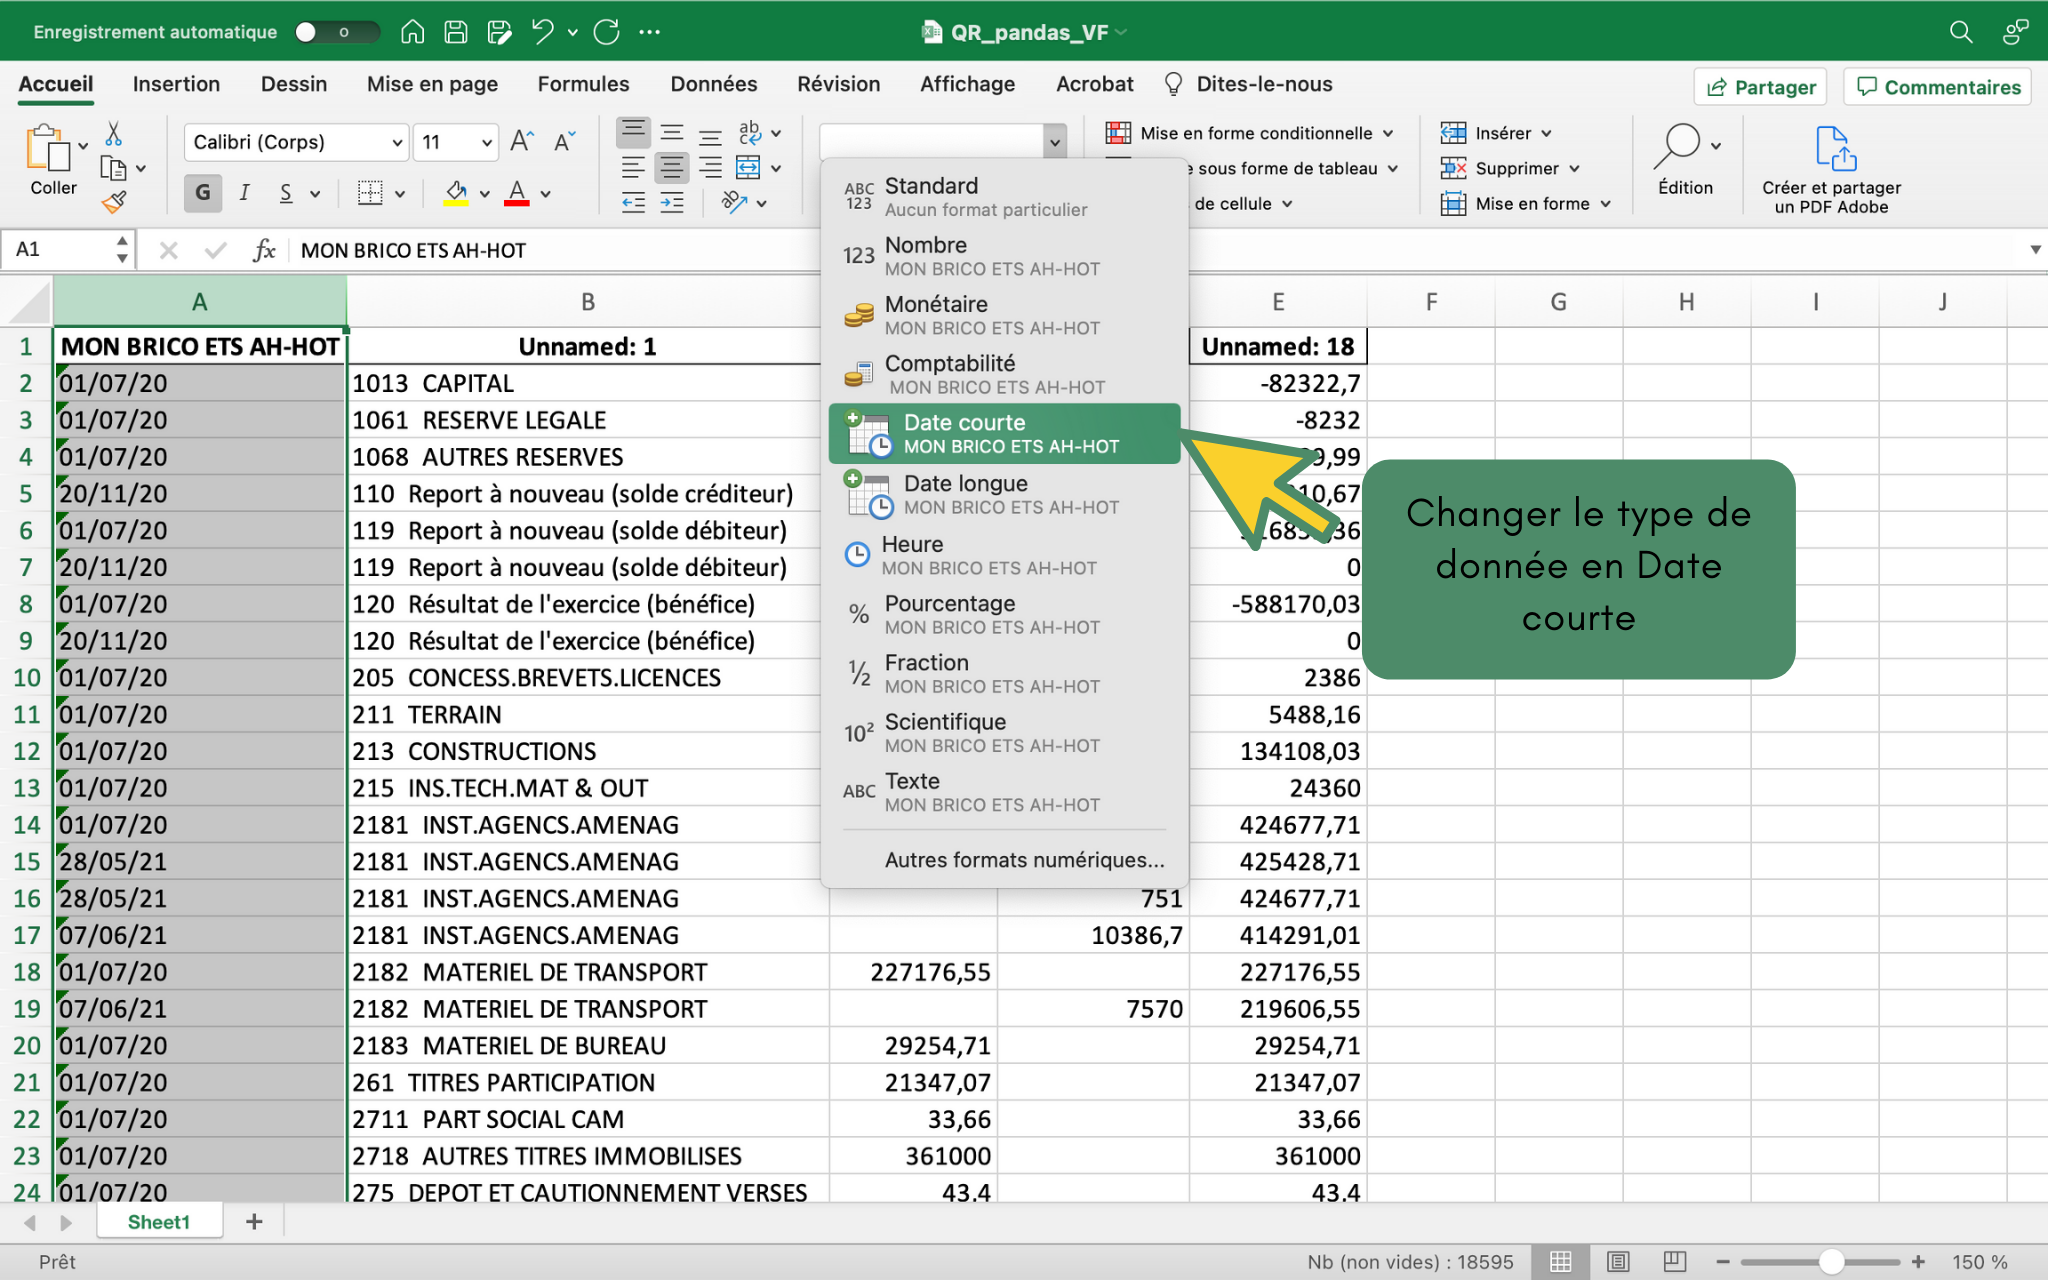 Enregistrement automatique
QR_pandas_VF
Accueil Insertion Dessin Mise en page Formules Données Révision Affichage Acrobat Dites-le-nous Partager Commentaires
Coller
Calibri (Corps) 11
G I S
Mise en forme conditionnelle
sous forme de tableau
de cellule
Insérer
Supprimer
Mise en forme
Édition
Créer et partager
un PDF Adobe
A1 fx MON BRICO ETS AH-HOT
Standard
Aucun format particulier
Nombre
MON BRICO ETS AH-HOT
Monétaire
MON BRICO ETS AH-HOT
Comptabilité
MON BRICO ETS AH-HOT
Date courte
MON BRICO ETS AH-HOT
Date longue
MON BRICO ETS AH-HOT
Heure
MON BRICO ETS AH-HOT
Pourcentage
MON BRICO ETS AH-HOT
Fraction
MON BRICO ETS AH-HOT
Scientifique
MON BRICO ETS AH-HOT
Texte
MON BRICO ETS AH-HOT
Autres formats numériques...
Changer le type de
donnée en Date
courte
A B E F G H I J
1 MON BRICO ETS AH-HOT Unnamed: 1 Unnamed: 18
2 01/07/20 1013 CAPITAL -82322,7
3 01/07/20 1061 RESERVE LEGALE -8232
4 01/07/20 1068 AUTRES RESERVES
5 20/11/20 110 Report à nouveau (solde créditeur)
6 01/07/20 119 Report à nouveau (solde débiteur)
7 20/11/20 119 Report à nouveau (solde débiteur) 0
8 01/07/20 120 Résultat de l'exercice (bénéfice) -588170,03
9 20/11/20 120 Résultat de l'exercice (bénéfice) 0
10 01/07/20 205 CONCESS.BREVETS.LICENCES 2386
11 01/07/20 211 TERRAIN 5488,16
12 01/07/20 213 CONSTRUCTIONS 134108,03
13 01/07/20 215 INS.TECH.MAT & OUT 24360
14 01/07/20 2181 INST.AGENCS.AMENAG 424677,71
15 28/05/21 2181 INST.AGENCS.AMENAG 425428,71
16 28/05/21 2181 INST.AGENCS.AMENAG 751 424677,71
17 07/06/21 2181 INST.AGENCS.AMENAG 10386,7 414291,01
18 01/07/20 2182 MATERIEL DE TRANSPORT 227176,55 227176,55
19 07/06/21 2182 MATERIEL DE TRANSPORT 7570 219606,55
20 01/07/20 2183 MATERIEL DE BUREAU 29254,71 29254,71
21 01/07/20 261 TITRES PARTICIPATION 21347,07 21347,07
22 01/07/20 2711 PART SOCIAL CAM 33,66 33,66
23 01/07/20 2718 AUTRES TITRES IMMOBILISES 361000 361000
24 01/07/20 275 DEPOT ET CAUTIONNEMENT VERSES 43,4 43,4
Sheet1
Prêt Nb (non vides) : 18595 150 %